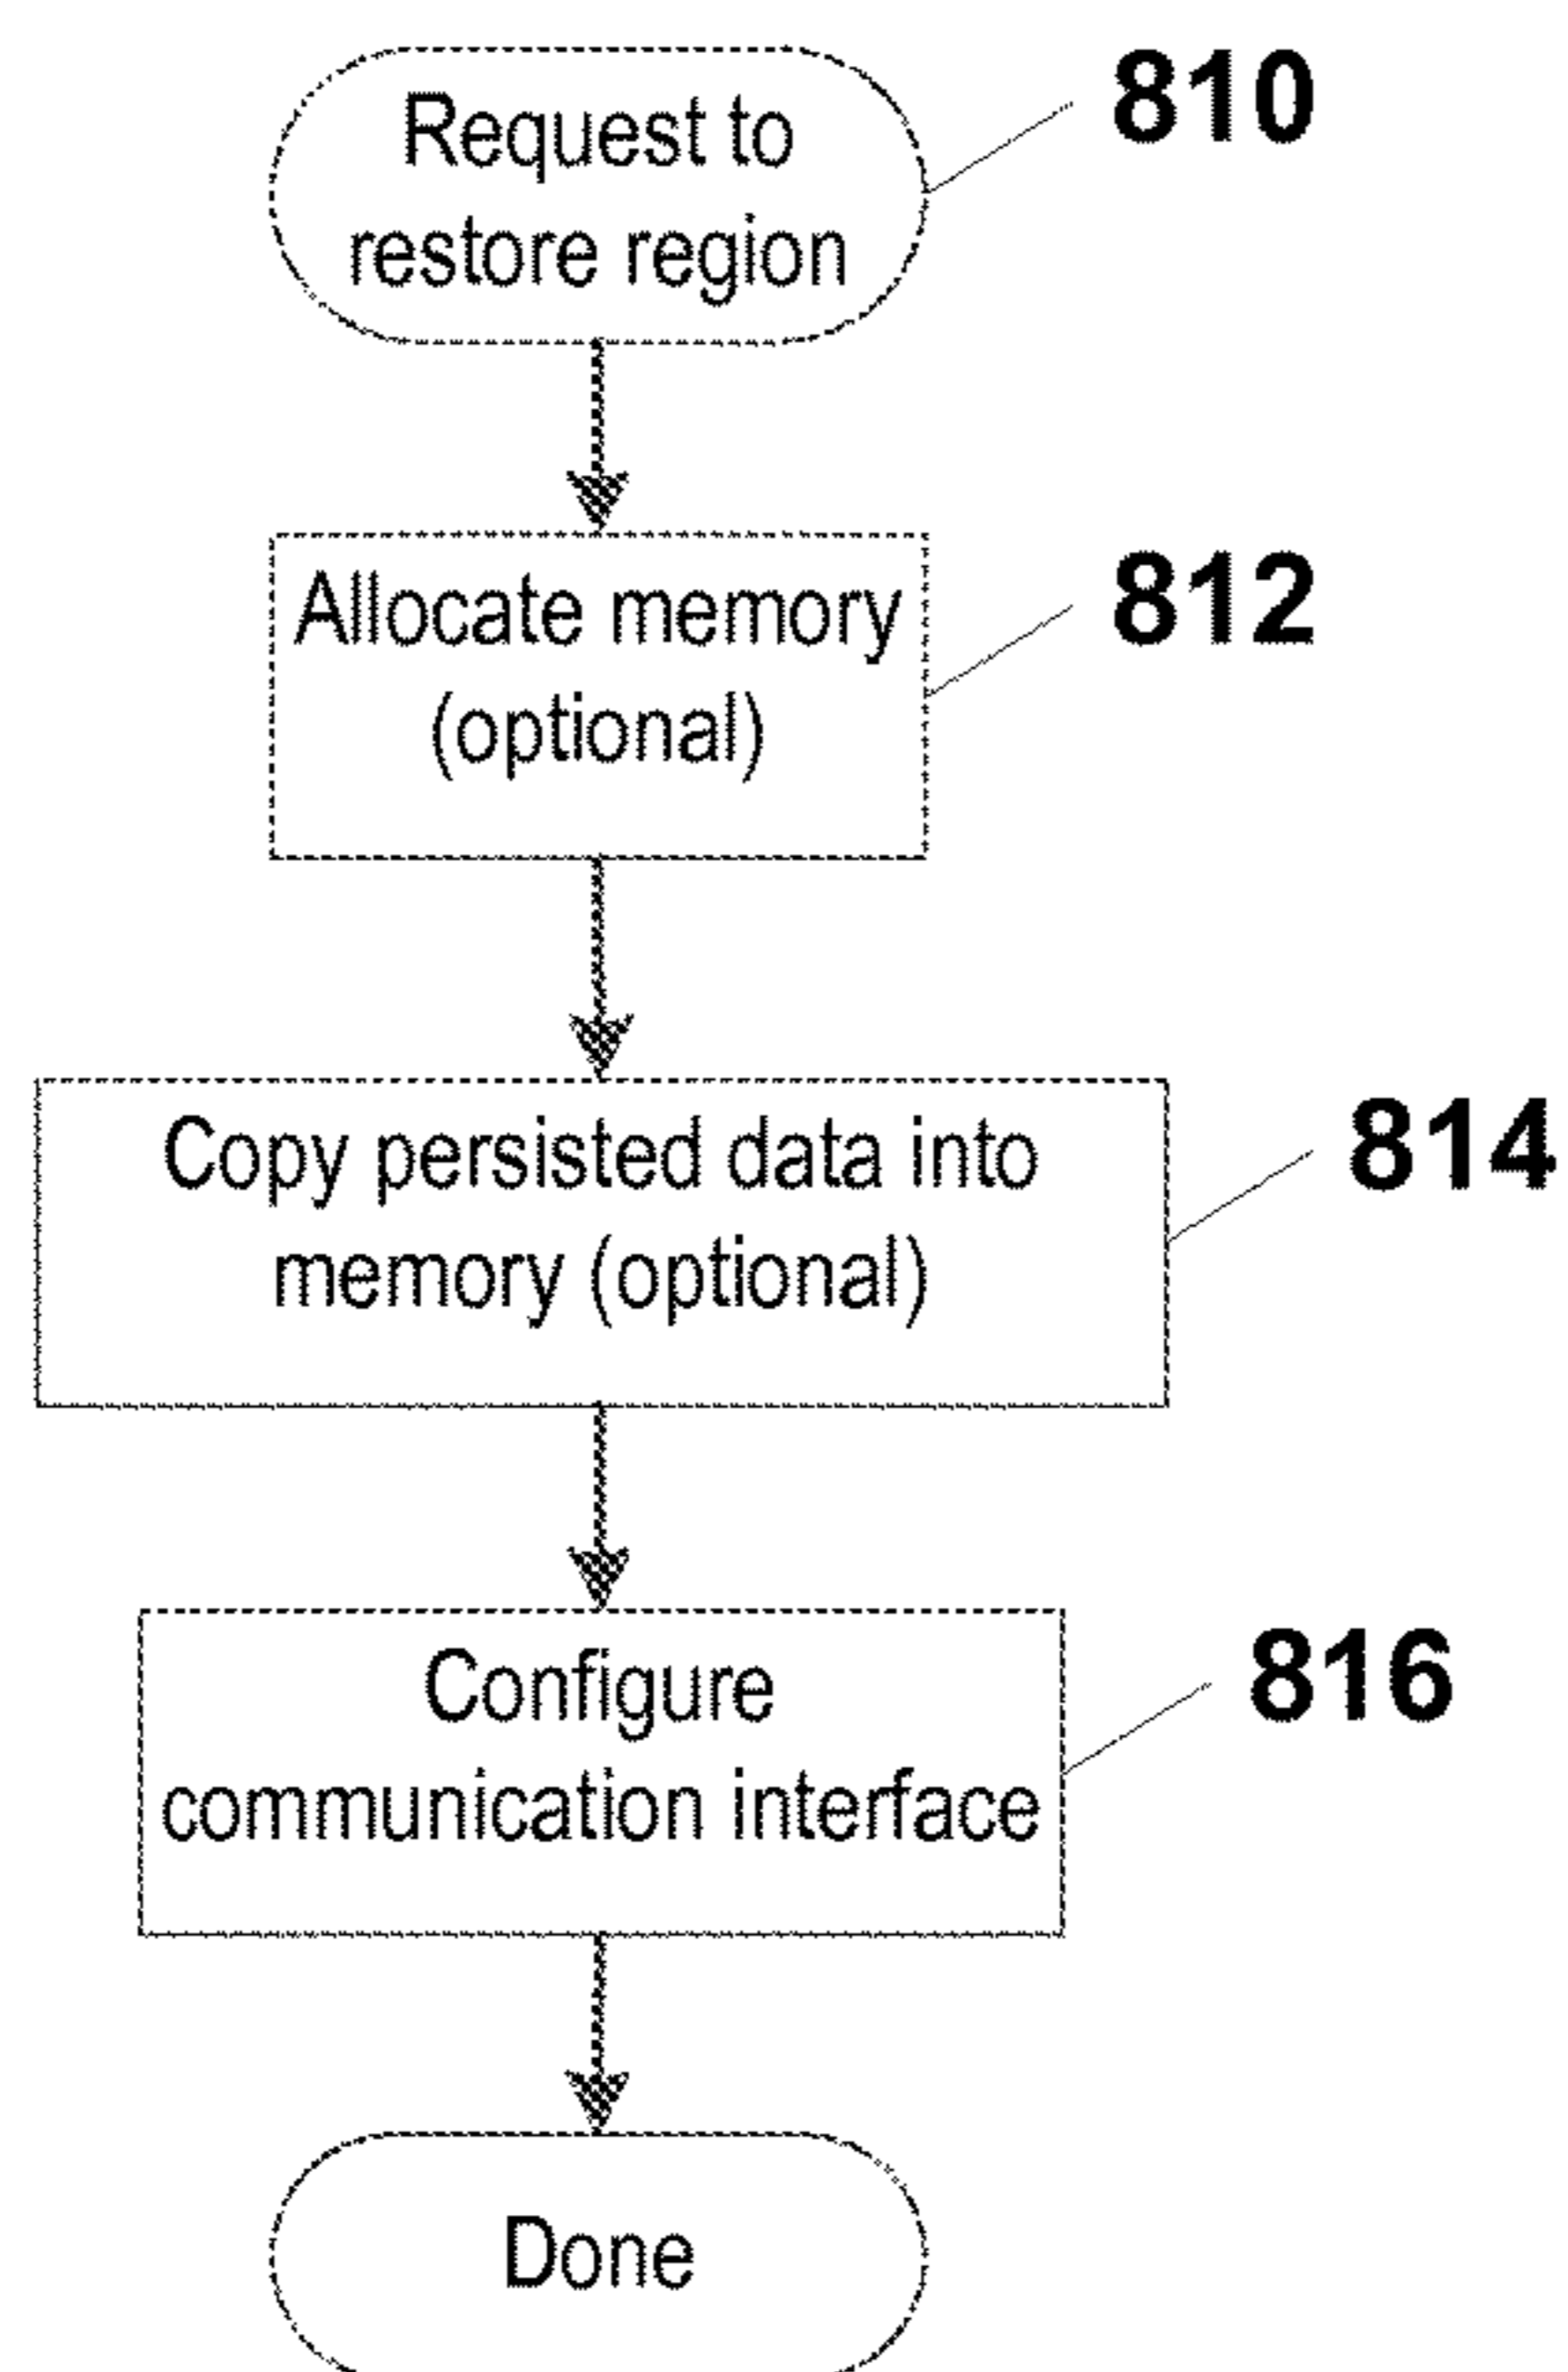 Request to
restore region
810
Allocate memory
(optional)
812
Copy persisted data into
memory (optional)
814
Configure
communication interface
816
Done